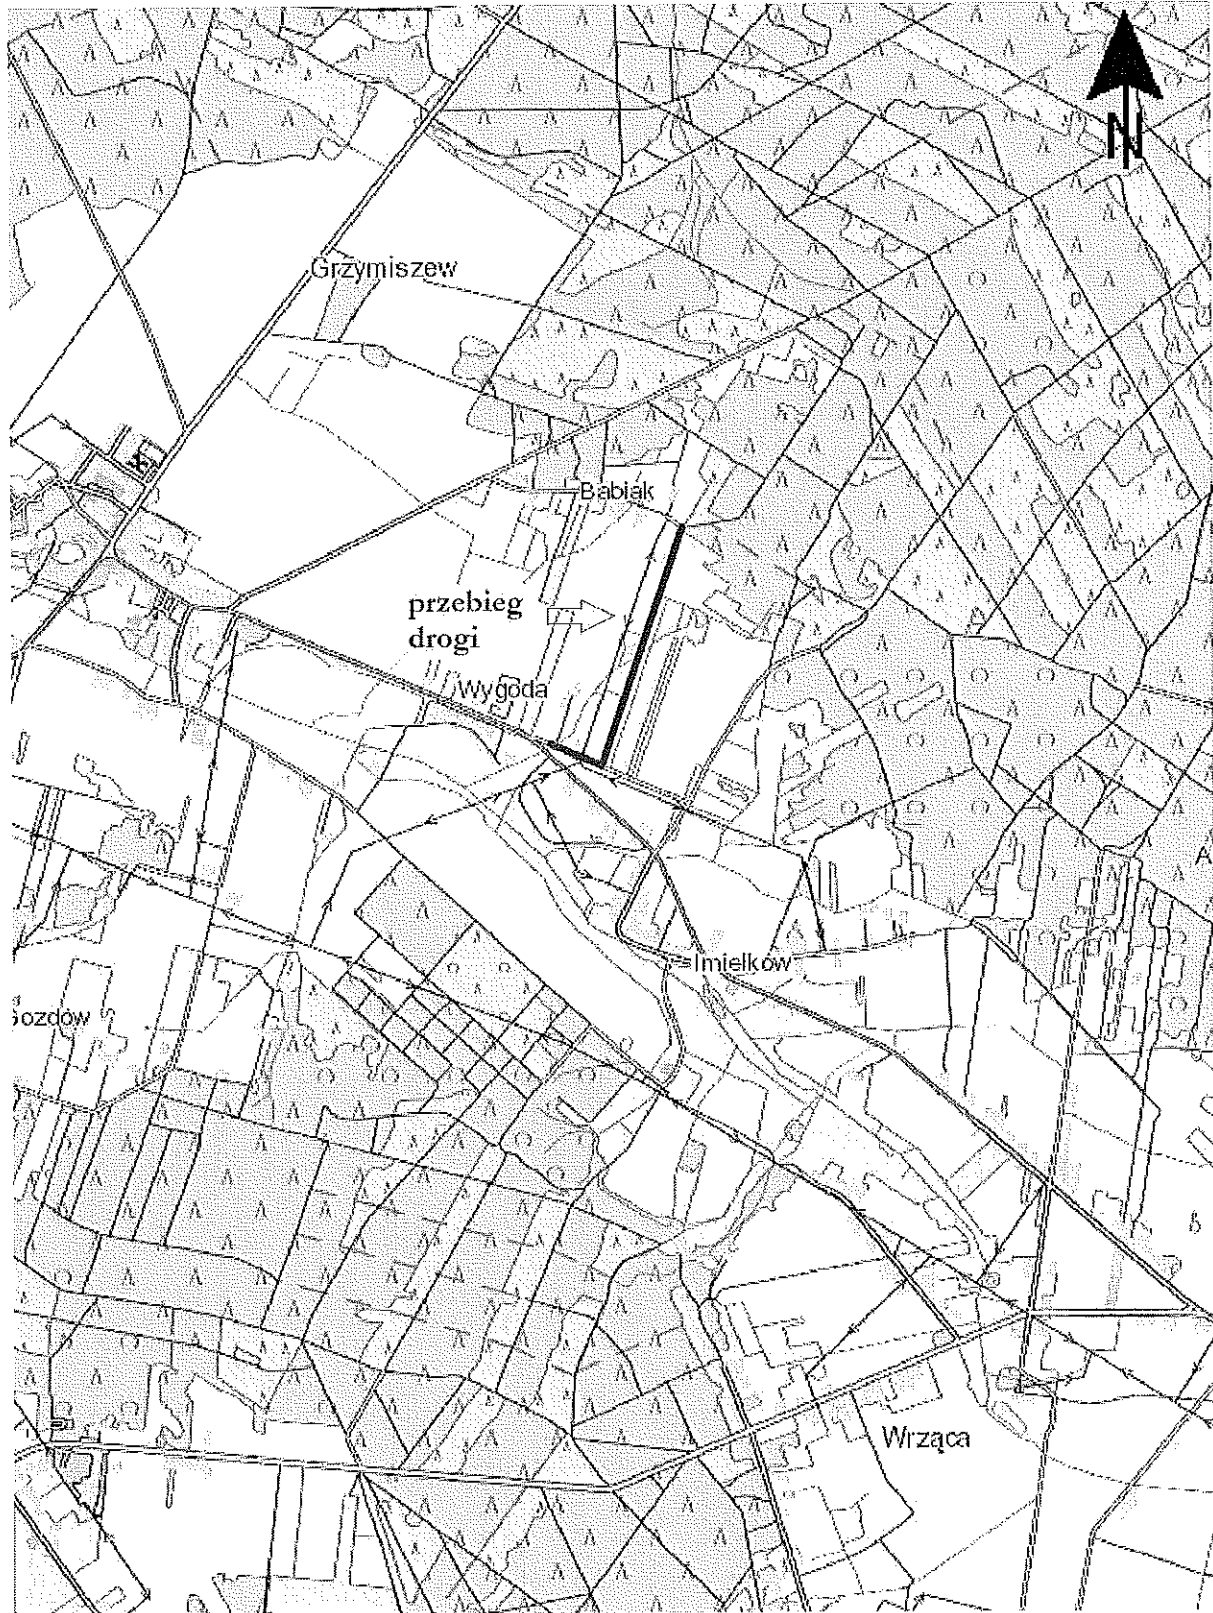 N
Grzymiszew
Babiak
przebieg
drogi
Wygoda
Imielków
Gozdów
Wrząca